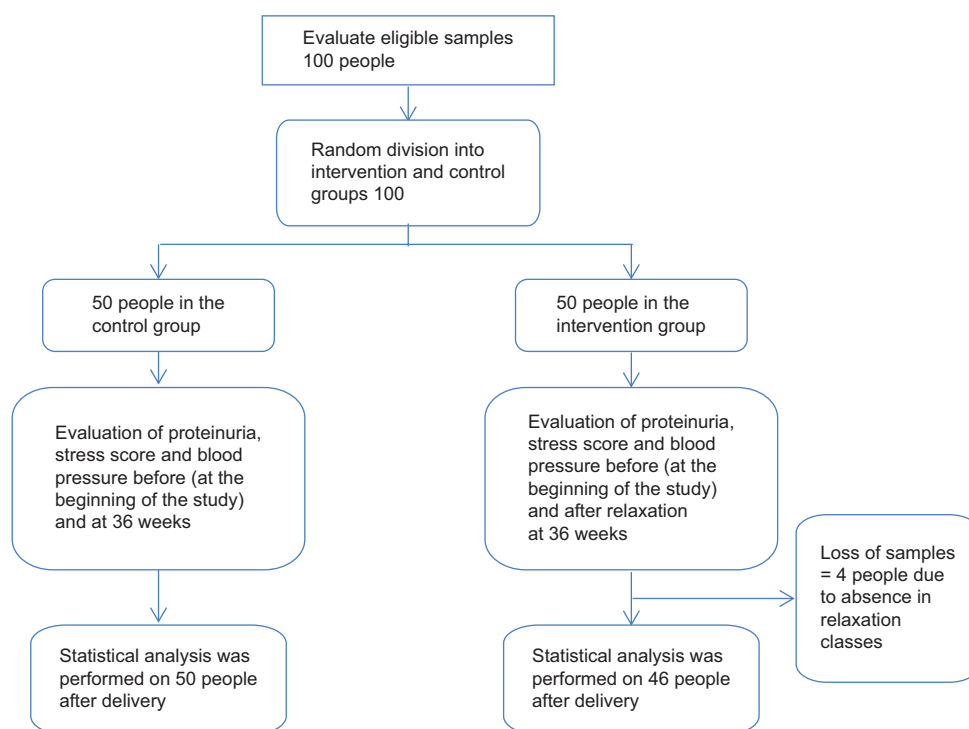 Evaluate eligible samples
100 people
Random division into
intervention and control
groups 100
50 people in the
control group
50 people in the
intervention group
Evaluation of proteinuria,
stress score and blood
pressure before (at the
beginning of the study)
and at 36 weeks
Evaluation of proteinuria,
stress score and blood
pressure before (at the
beginning of the study)
and after relaxation
at 36 weeks
Loss of samples
= 4 people due
to absence in
relaxation
classes
Statistical analysis was
performed on 50 people
after delivery
Statistical analysis was
performed on 46 people
after delivery